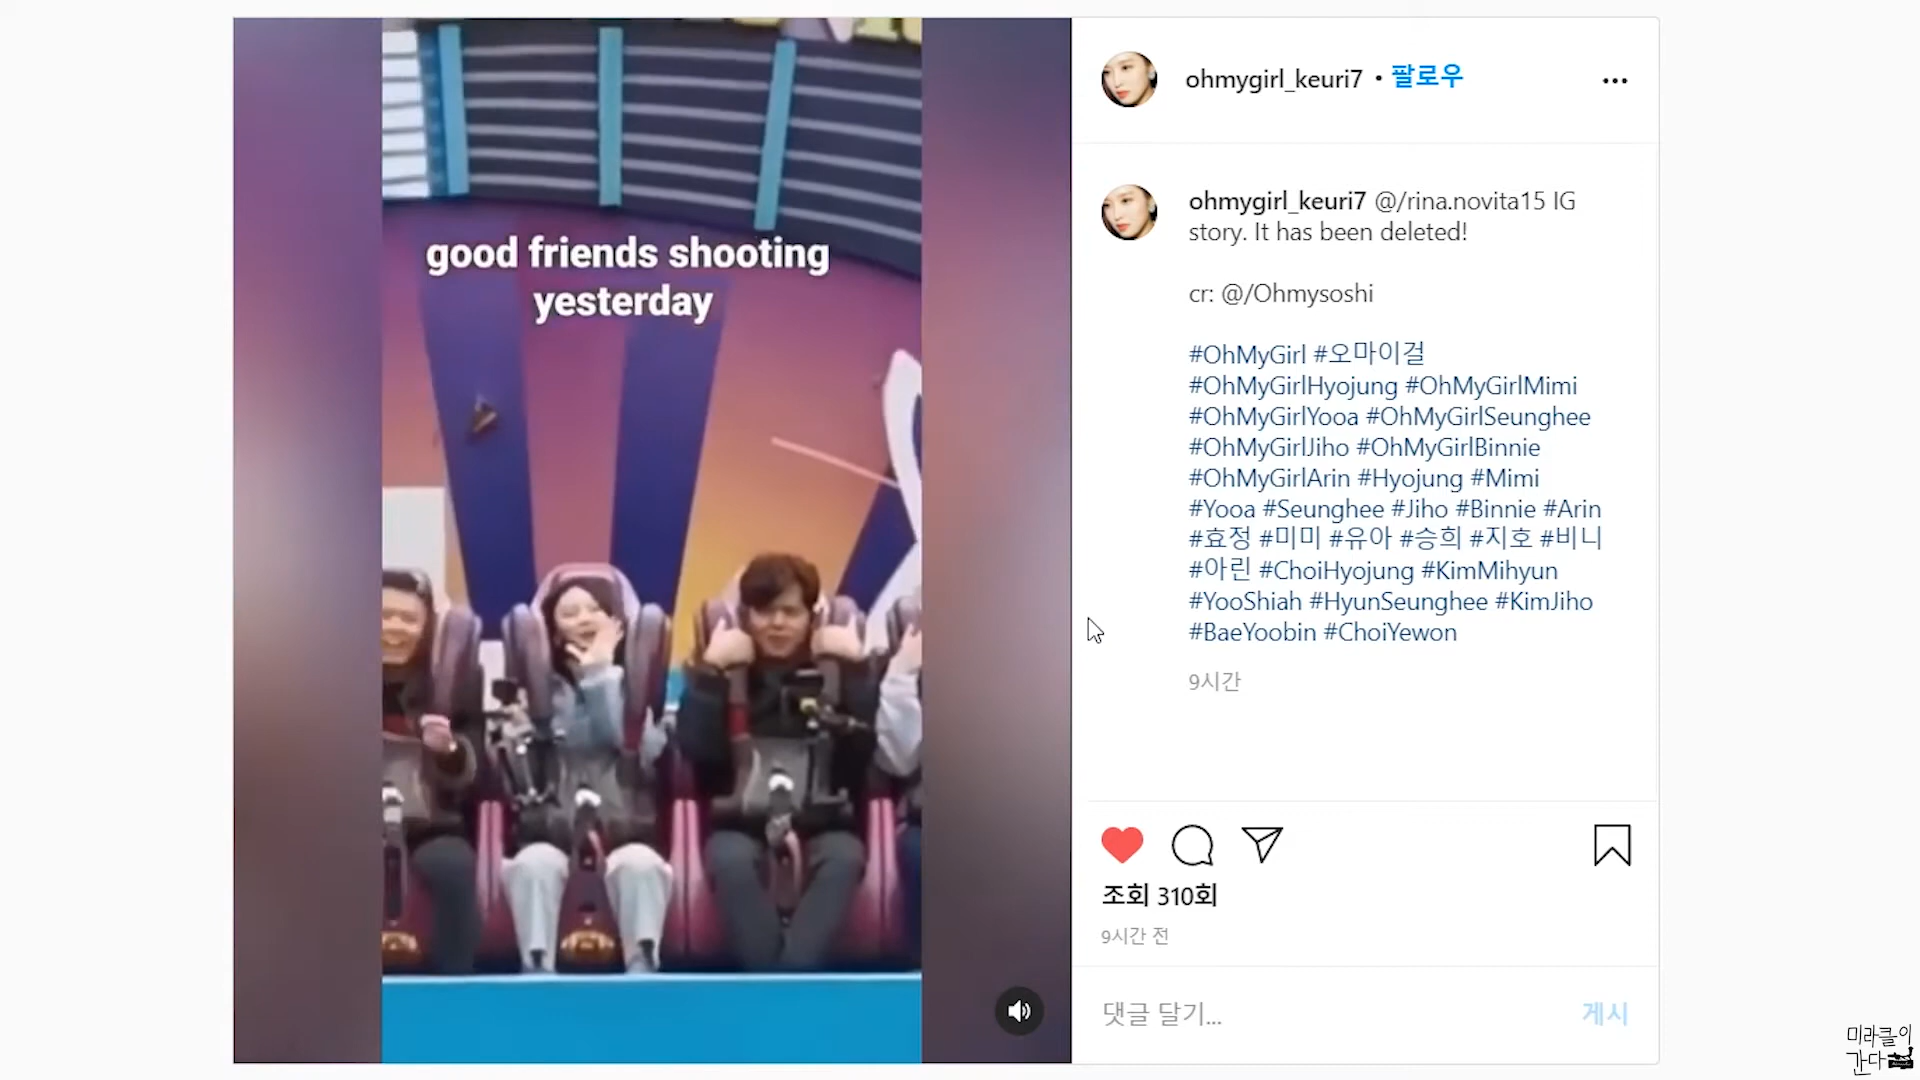 good friends shooting
yesterday
ohmygirl_keuri7 • 팔로우
ohmygirl_keuri7 @/rina.novita15 IG
story. It has been deleted!
cr: @/Ohmysoshi
#OhMyGirl #오마이걸
#OhMyGirlHyojung #OhMyGirlMimi
#OhMyGirlYooa #OhMyGirlSeunghee
#OhMyGirlJiho #OhMyGirlBinnie
#OhMyGirlArin #Hyojung #Mimi
#Yooa #Seunghee #Jiho #Binnie #Arin
#효정 #미미 #유아 #승희 #지호 #비니
#아린 #ChoiHyojung #KimMihyun
#YooShiah #HyunSeunghee #KimJiho
#BaeYoobin #ChoiYewon
9시간
조회 310회
9시간 전
댓글 달기...
게시
미라클이
간다